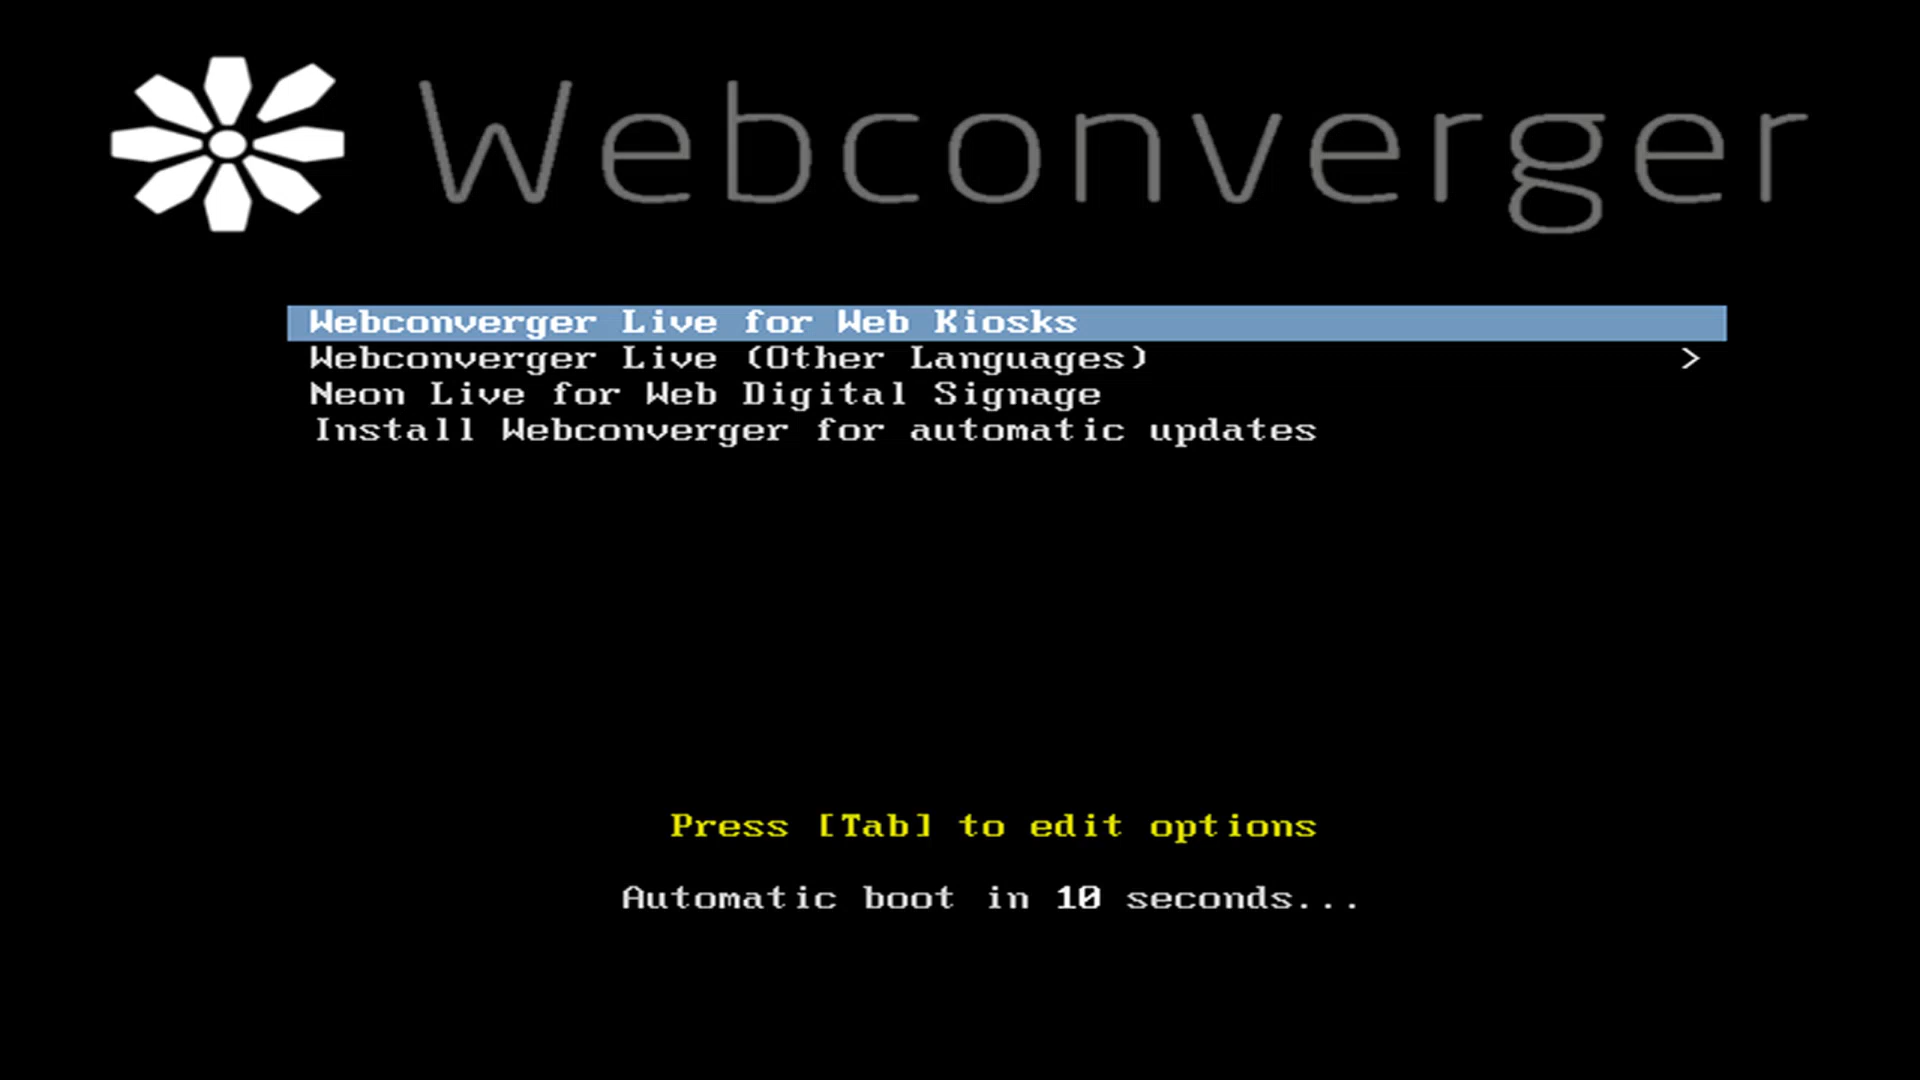 Webconverger
Webconverger Live for Web Kiosks
Webconverger Live (Other Languages) >
Neon Live for Web Digital Signage
Install Webconverger for automatic updates
Press [Tab] to edit options
Automatic boot in 10 seconds...